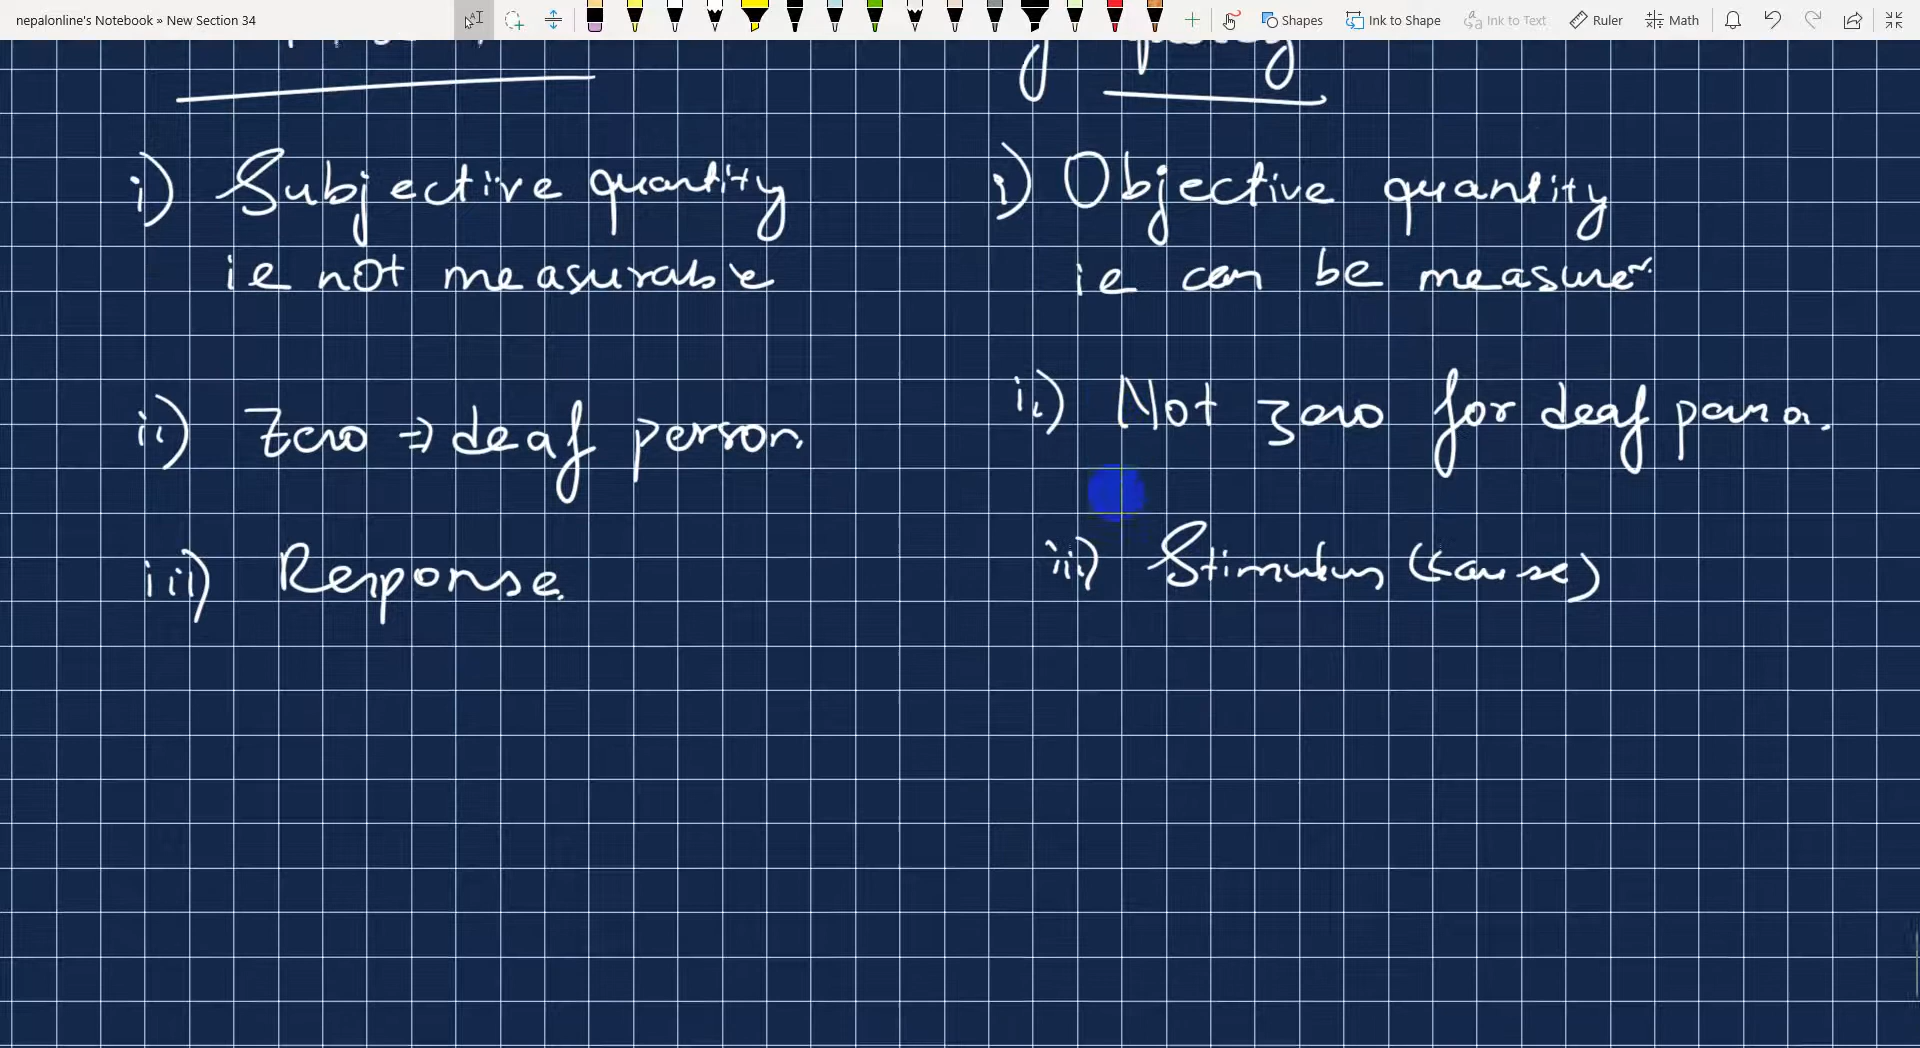 nepalonline's Notebook » New Section 34
Shapes Ink to Shape Ink to Text Ruler Math
i) Subjective quantity
ie not measurable
ii) Zero => deaf person.
iii) Response.
i) Objective quantity
ie can be measure
ii) Not zero for deaf person.
iii) Stimulus (cause)